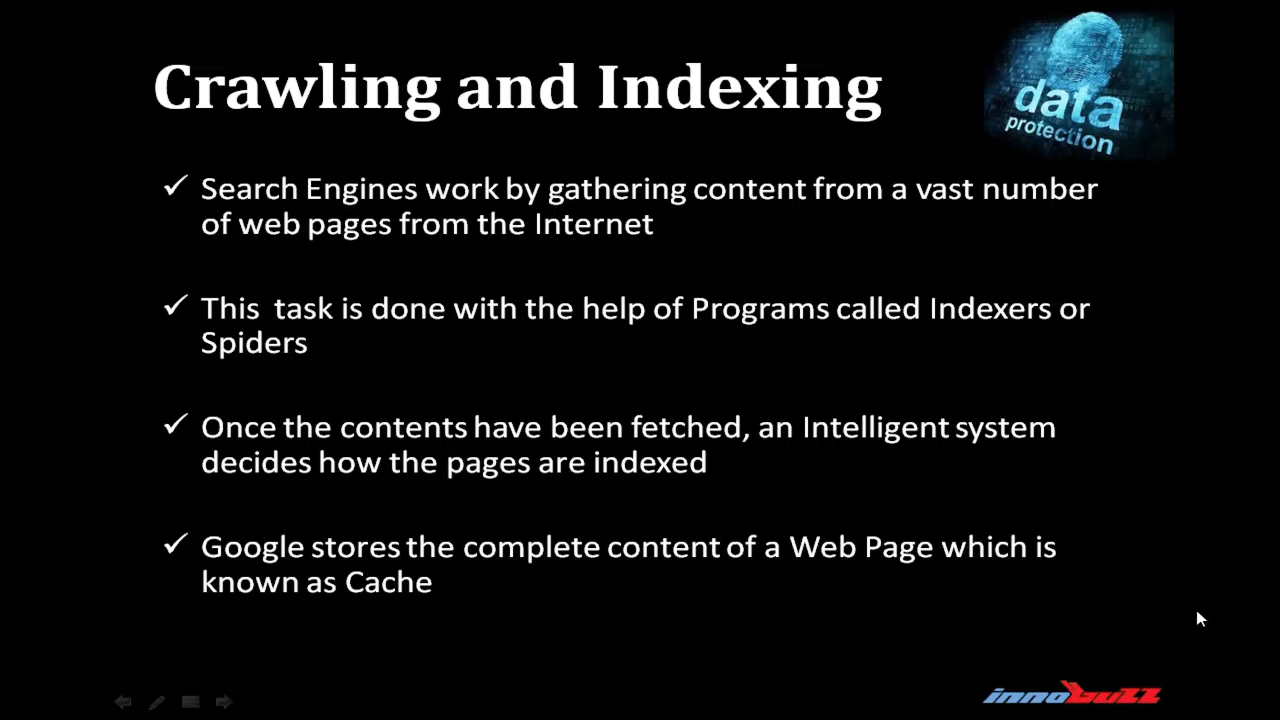 Crawling and Indexing
data
protection
Search Engines work by gathering content from a vast number
of web pages from the Internet
This task is done with the help of Programs called Indexers or
Spiders
Once the contents have been fetched, an Intelligent system
decides how the pages are indexed
Google stores the complete content of a Web Page which is
known as Cache
innobuzz